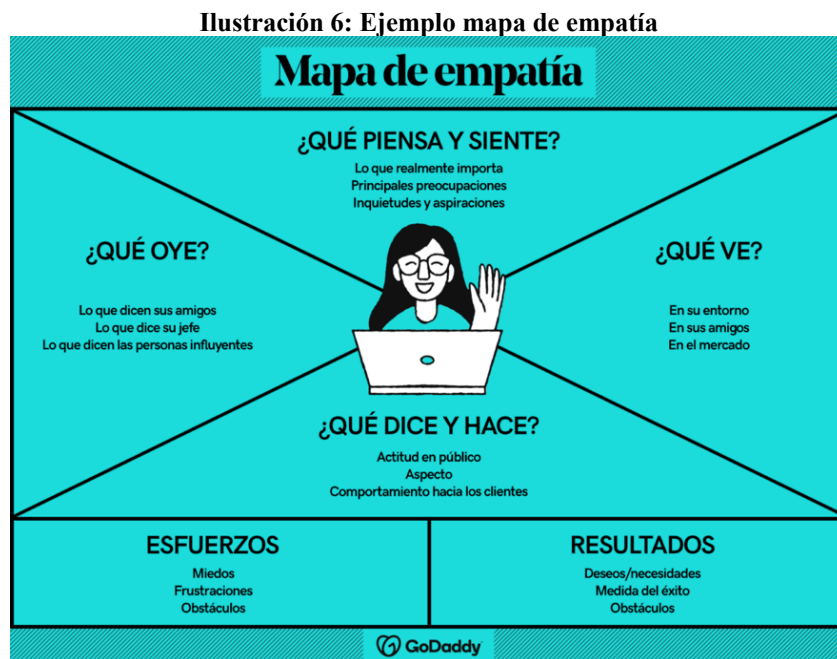 Ilustración 6: Ejemplo mapa de empatía
Mapa de empatía
¿QUÉ PIENSA Y SIENTE?
Lo que realmente importa
Principales preocupaciones
Inquietudes y aspiraciones
¿QUÉ OYE?
Lo que dicen sus amigos
Lo que dice su jefe
Lo que dicen las personas influyentes
¿QUÉ VE?
En su entorno
En sus amigos
En el mercado
¿QUÉ DICE Y HACE?
Actitud en público
Aspecto
Comportamiento hacia los clientes
ESFUERZOS
Miedos
Frustraciones
Obstáculos
RESULTADOS
Deseos/necesidades
Medida del éxito
Obstáculos
GoDaddy